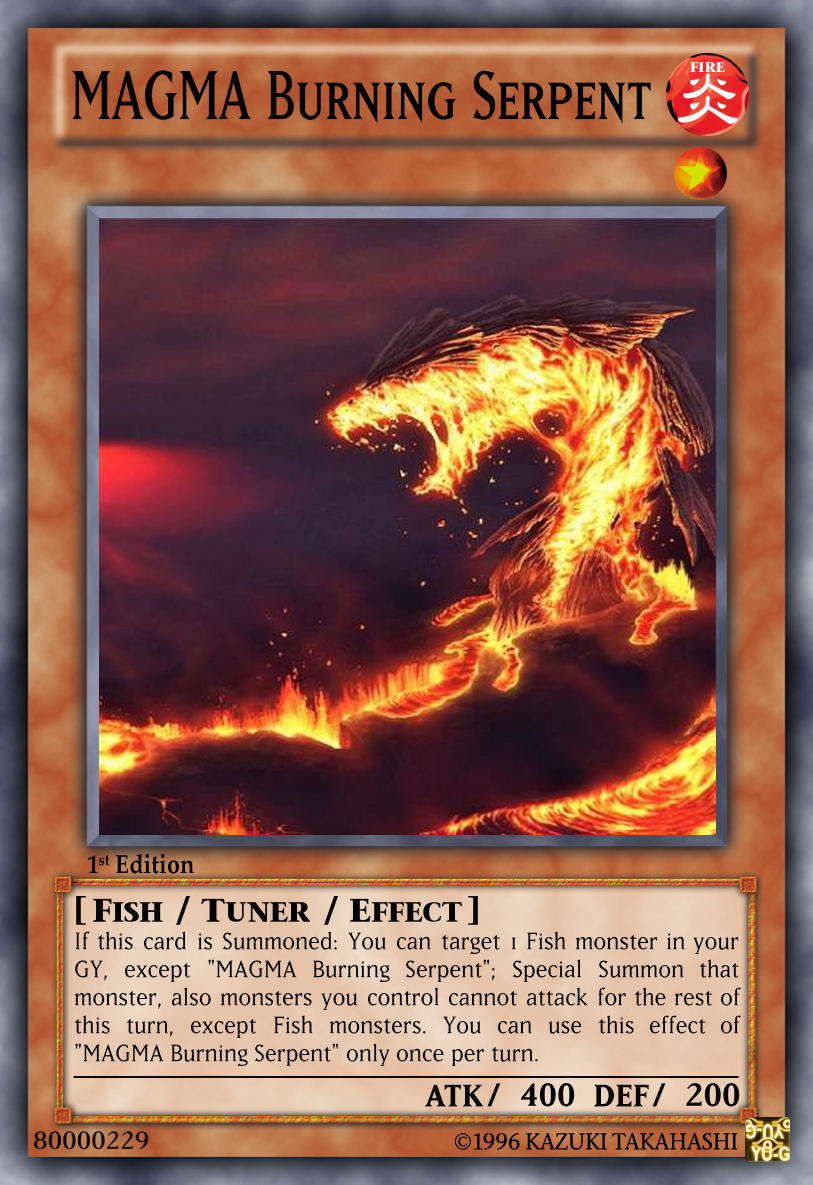 MAGMA Burning Serpent
FIRE
炎
1st Edition
[ Fish / Tuner / Effect ]
If this card is Summoned: You can target 1 Fish monster in your
GY, except "MAGMA Burning Serpent"; Special Summon that
monster, also monsters you control cannot attack for the rest of
this turn, except Fish monsters. You can use this effect of
"MAGMA Burning Serpent" only once per turn.
ATK/ 400 DEF/ 200
80000229
©1996 KAZUKI TAKAHASHI